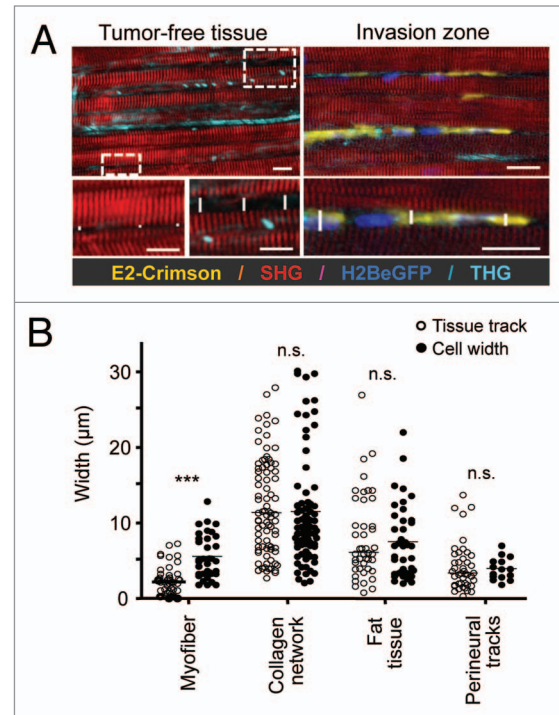 A
Tumor-free tissue
Invasion zone
E2-Crimson / SHG / H2BeGFP / THG
B
○ Tissue track
● Cell width
n.s.
n.s.
n.s.
***
Width (µm)
30
20
10
0
Myofiber
Collagen
network
Fat
tissue
Perineural
tracks